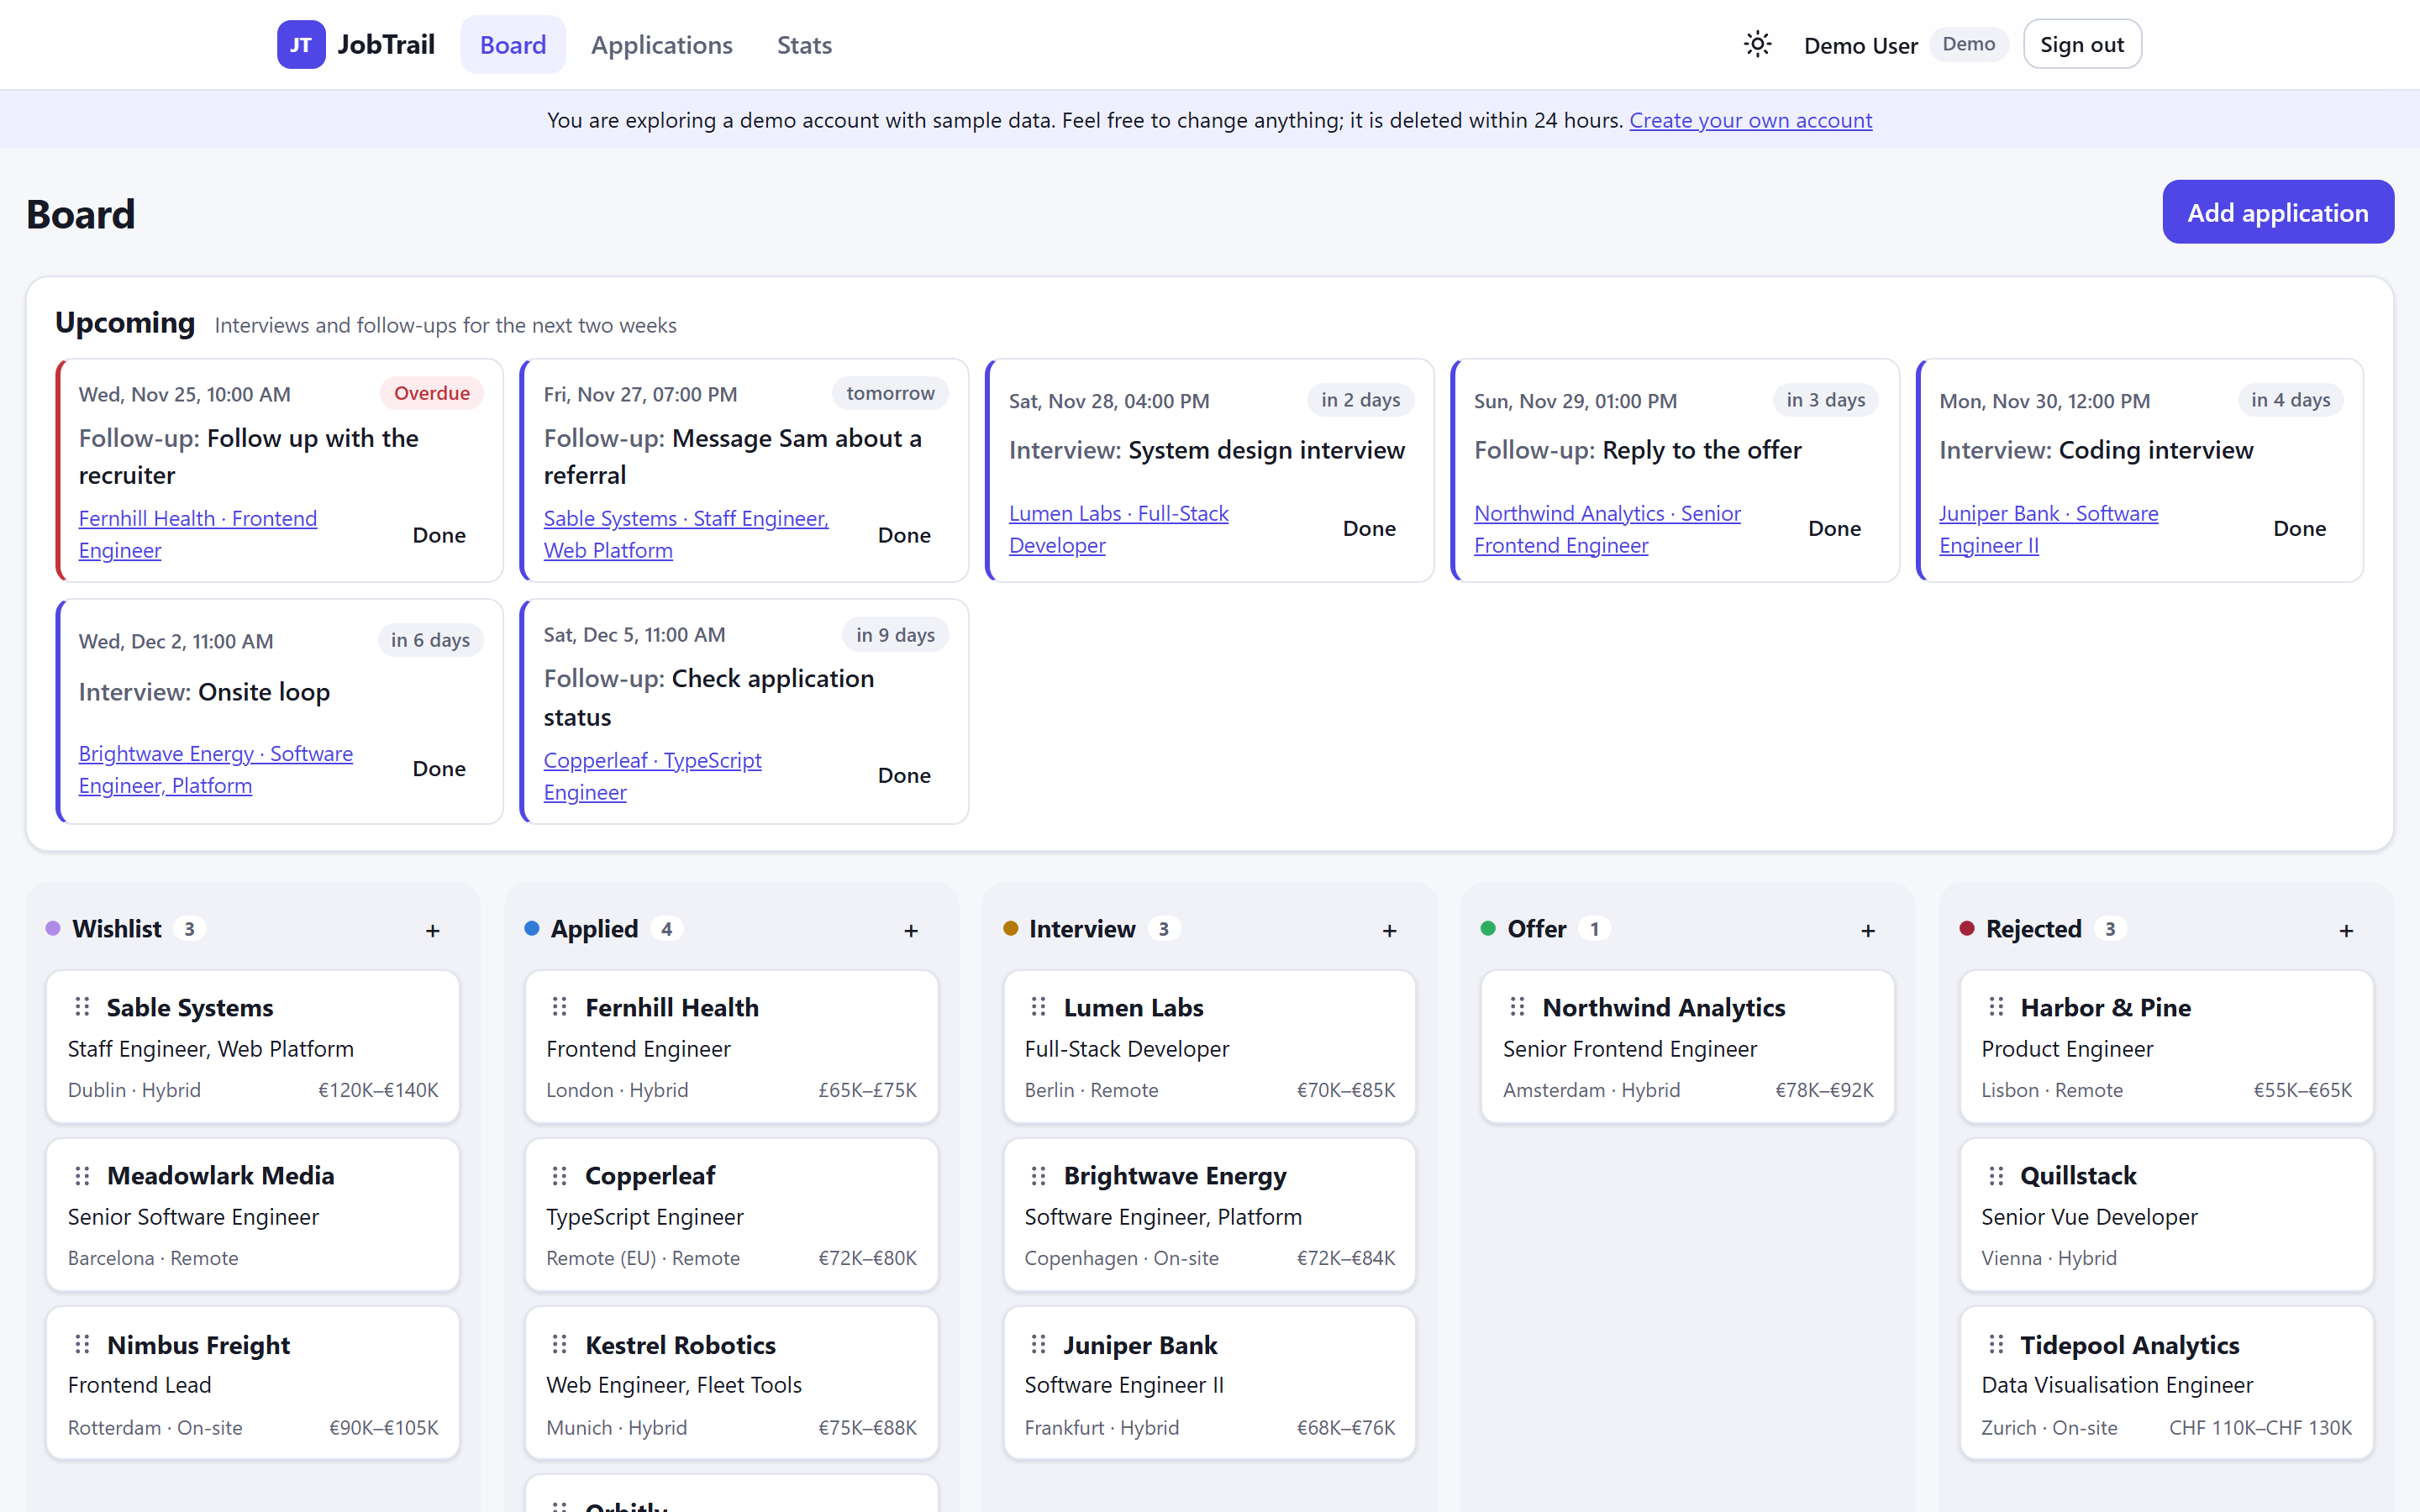 JT JobTrail Board Applications Stats Demo User Demo Sign out
You are exploring a demo account with sample data. Feel free to change anything; it is deleted within 24 hours. Create your own account
Board
Add application
Upcoming Interviews and follow-ups for the next two weeks
Wed, Nov 25, 10:00 AM Overdue
Follow-up: Follow up with the
recruiter
Fernhill Health · Frontend
Engineer
Done
Fri, Nov 27, 07:00 PM tomorrow
Follow-up: Message Sam about a
referral
Sable Systems · Staff Engineer,
Web Platform
Done
Sat, Nov 28, 04:00 PM in 2 days
Interview: System design interview
Lumen Labs · Full-Stack
Developer
Done
Sun, Nov 29, 01:00 PM in 3 days
Follow-up: Reply to the offer
Northwind Analytics · Senior
Frontend Engineer
Done
Mon, Nov 30, 12:00 PM in 4 days
Interview: Coding interview
Juniper Bank · Software
Engineer II
Done
Wed, Dec 2, 11:00 AM in 6 days
Interview: Onsite loop
Brightwave Energy · Software
Engineer, Platform
Done
Sat, Dec 5, 11:00 AM in 9 days
Follow-up: Check application
status
Copperleaf · TypeScript
Engineer
Done
Wishlist 3 +
Sable Systems
Staff Engineer, Web Platform
Dublin · Hybrid €120K–€140K
Meadowlark Media
Senior Software Engineer
Barcelona · Remote
Nimbus Freight
Frontend Lead
Rotterdam · On-site €90K–€105K
Applied 4 +
Fernhill Health
Frontend Engineer
London · Hybrid £65K–£75K
Copperleaf
TypeScript Engineer
Remote (EU) · Remote €72K–€80K
Kestrel Robotics
Web Engineer, Fleet Tools
Munich · Hybrid €75K–€88K
Orbitly
Interview 3 +
Lumen Labs
Full-Stack Developer
Berlin · Remote €70K–€85K
Brightwave Energy
Software Engineer, Platform
Copenhagen · On-site €72K–€84K
Juniper Bank
Software Engineer II
Frankfurt · Hybrid €68K–€76K
Offer 1 +
Northwind Analytics
Senior Frontend Engineer
Amsterdam · Hybrid €78K–€92K
Rejected 3 +
Harbor & Pine
Product Engineer
Lisbon · Remote €55K–€65K
Quillstack
Senior Vue Developer
Vienna · Hybrid
Tidepool Analytics
Data Visualisation Engineer
Zurich · On-site CHF 110K–CHF 130K